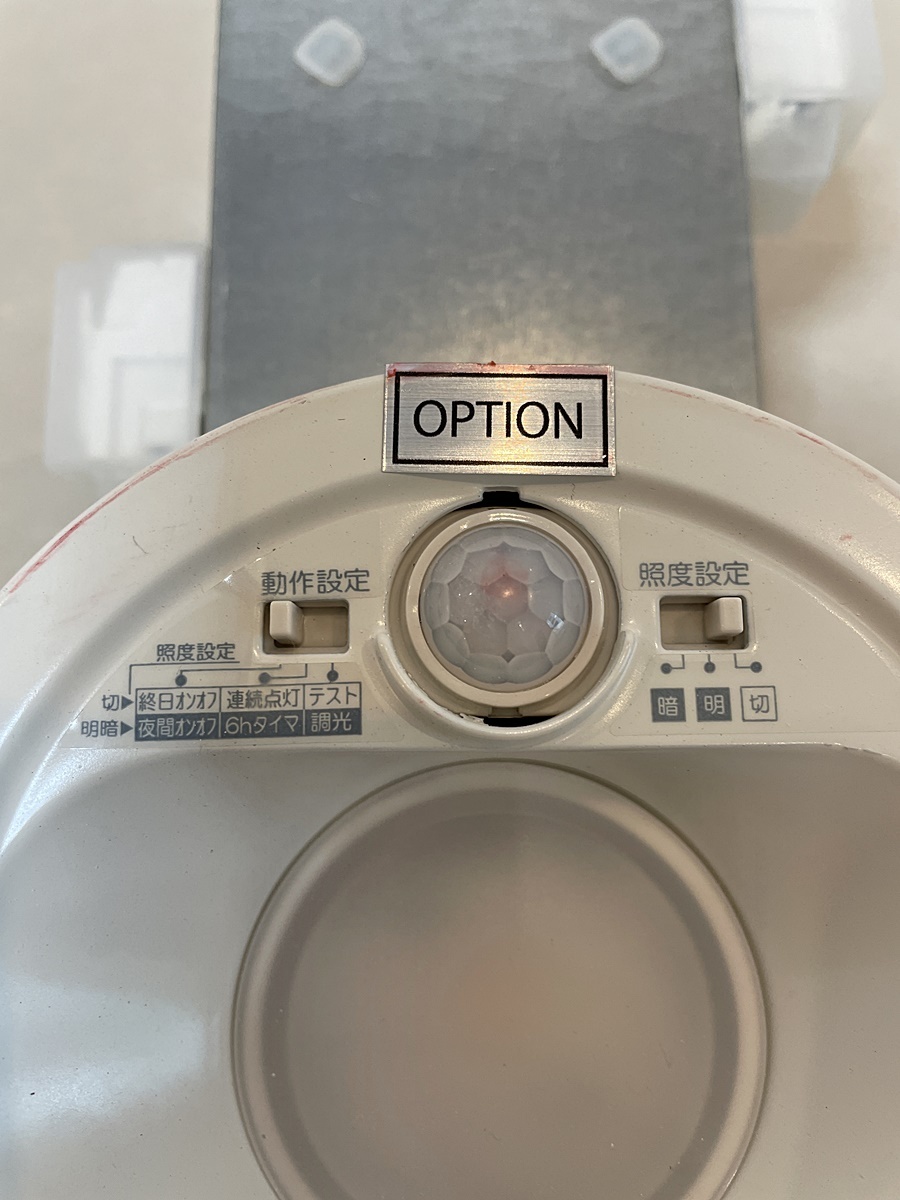 OPTION
動作設定
照度設定
照度設定
切▶ 終日オンオフ 連続点灯 テスト
明暗▶ 夜間オンオフ 6hタイマ 調光
暗 明 切